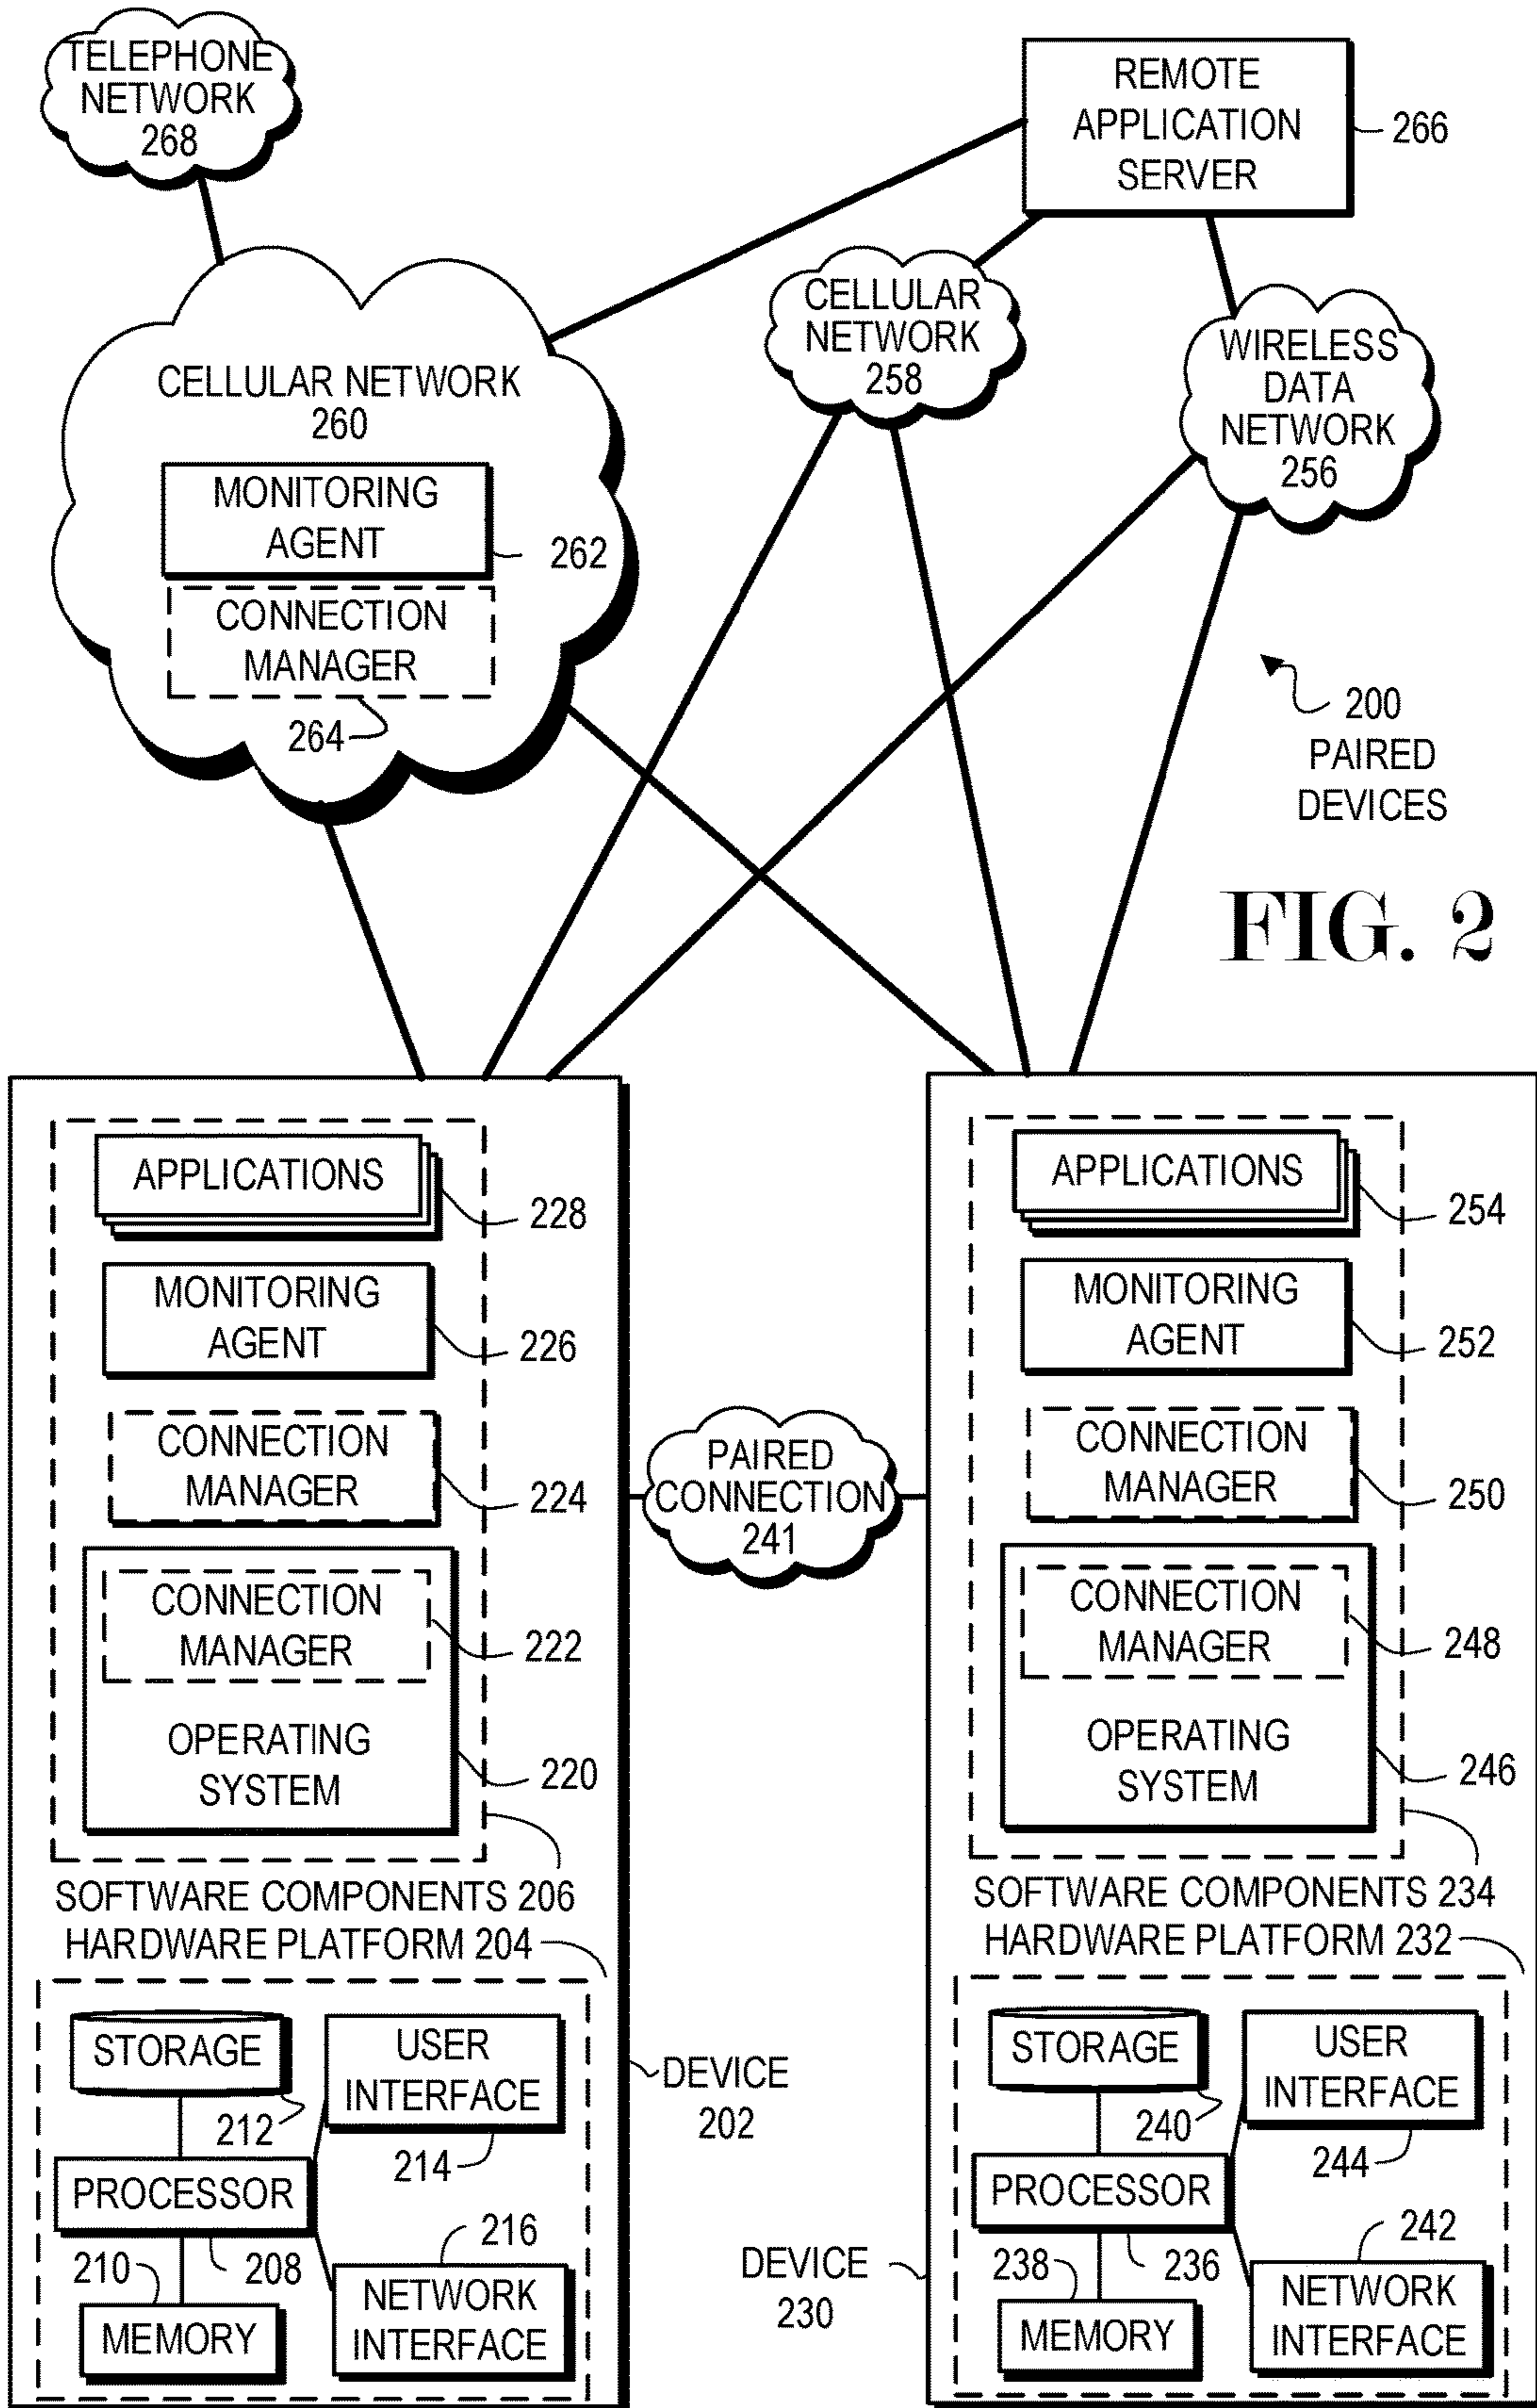 TELEPHONE
NETWORK
268
REMOTE
APPLICATION
SERVER
266
CELLULAR NETWORK
260
MONITORING
AGENT
262
CONNECTION
MANAGER
264
CELLULAR
NETWORK
258
WIRELESS
DATA
NETWORK
256
200
PAIRED
DEVICES
FIG. 2
APPLICATIONS
228
MONITORING
AGENT
226
CONNECTION
MANAGER
224
CONNECTION
MANAGER
222
OPERATING
SYSTEM
220
SOFTWARE COMPONENTS 206
HARDWARE PLATFORM 204
STORAGE
212
USER
INTERFACE
214
PROCESSOR
208
216
210
MEMORY
NETWORK
INTERFACE
DEVICE
202
PAIRED
CONNECTION
241
APPLICATIONS
254
MONITORING
AGENT
252
CONNECTION
MANAGER
250
CONNECTION
MANAGER
248
OPERATING
SYSTEM
246
SOFTWARE COMPONENTS 234
HARDWARE PLATFORM 232
STORAGE
240
USER
INTERFACE
244
PROCESSOR
236
242
238
MEMORY
NETWORK
INTERFACE
DEVICE
230